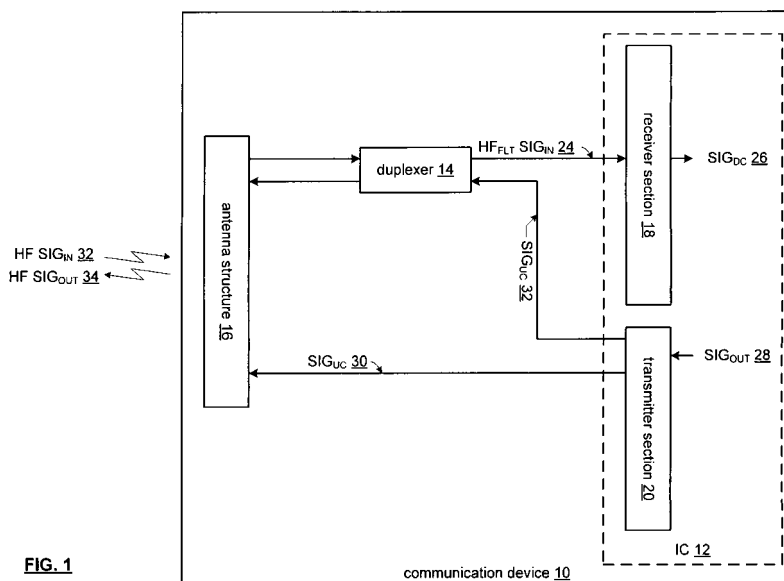 HF_FLT SIG_IN 24
duplexer 14
receiver section 18
SIG_DC 26
antenna structure 16
HF SIG_IN 32
HF SIG_OUT 34
SIG_UC 32
SIG_UC 30
SIG_OUT 28
transmitter section 20
IC 12
FIG. 1
communication device 10